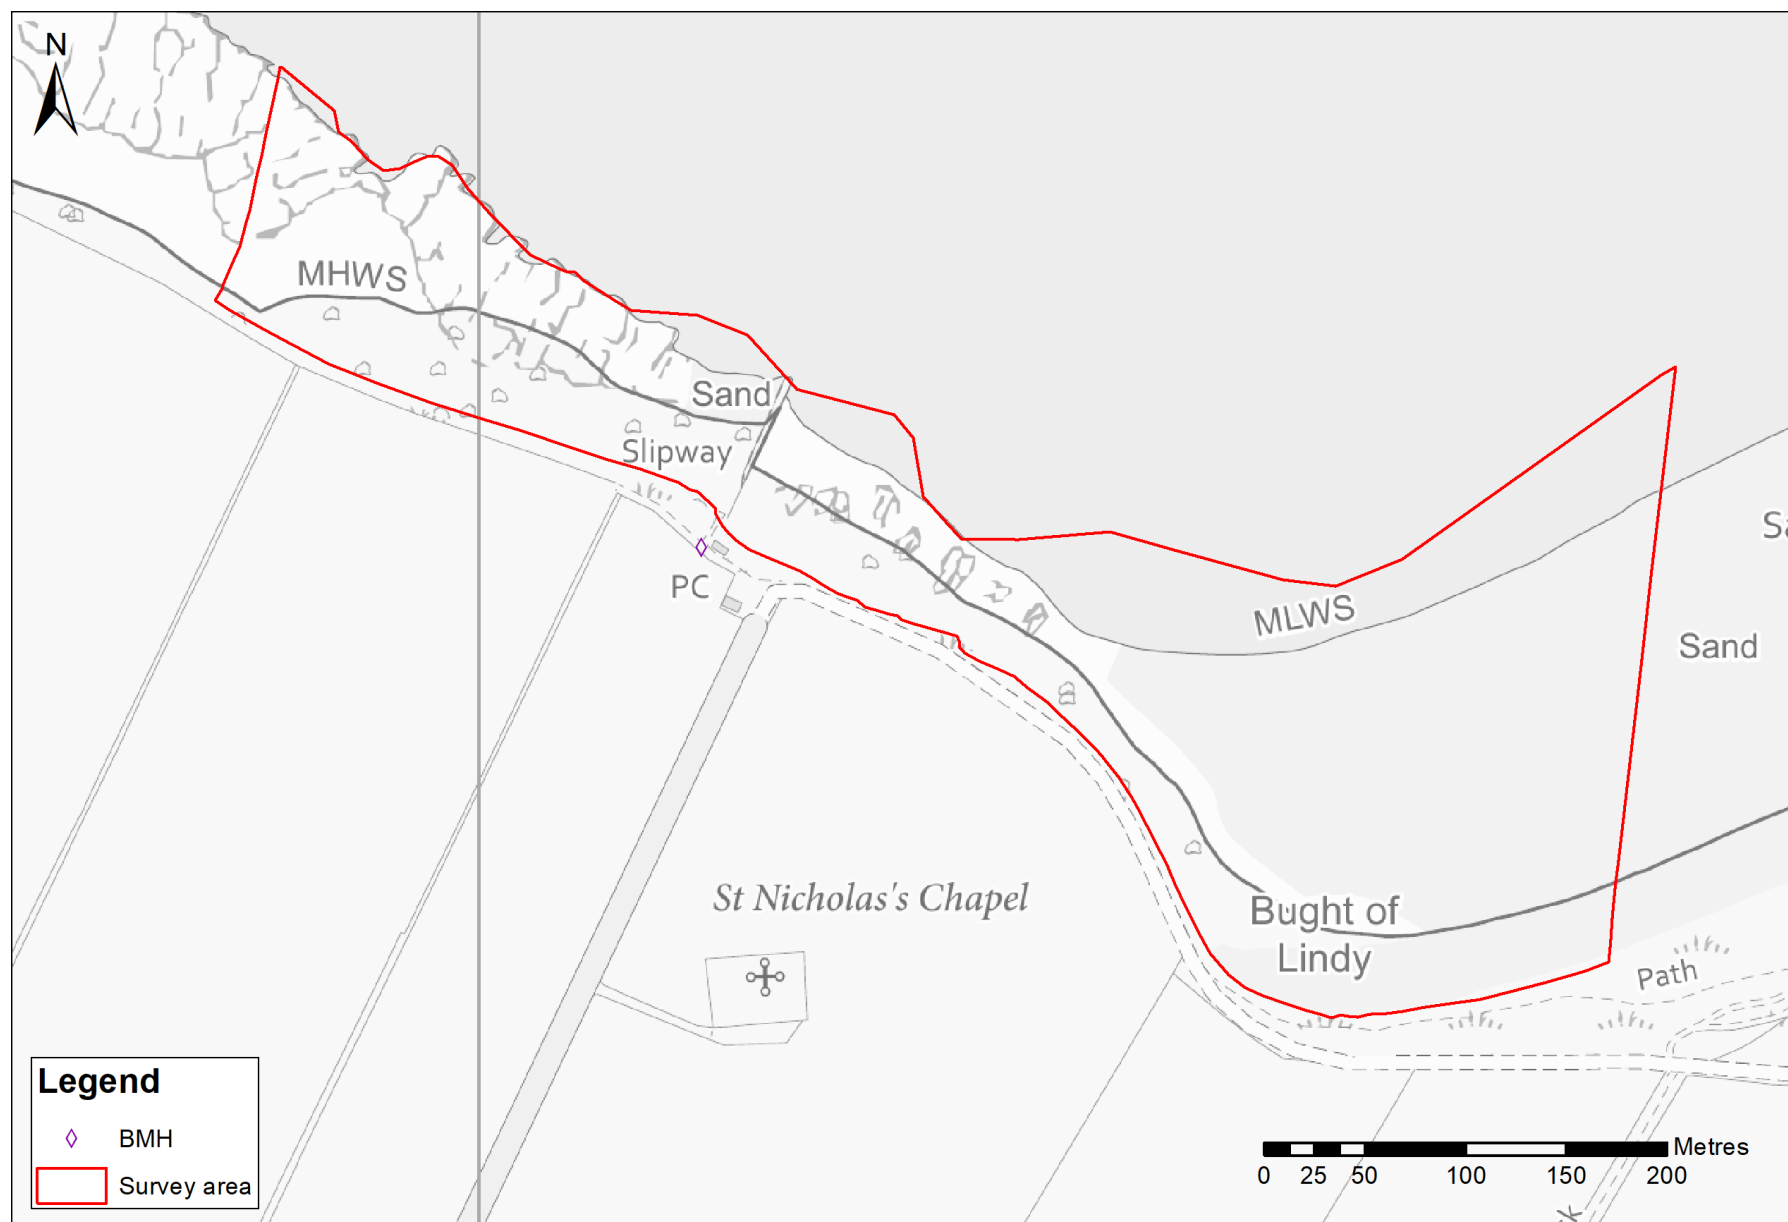 N
MHWS
Sand
Slipway
PC
MLWS
Sand
St Nicholas's Chapel
Bught of
Lindy
Path
Legend
BMH
Survey area
Metres
0 25 50 100 150 200